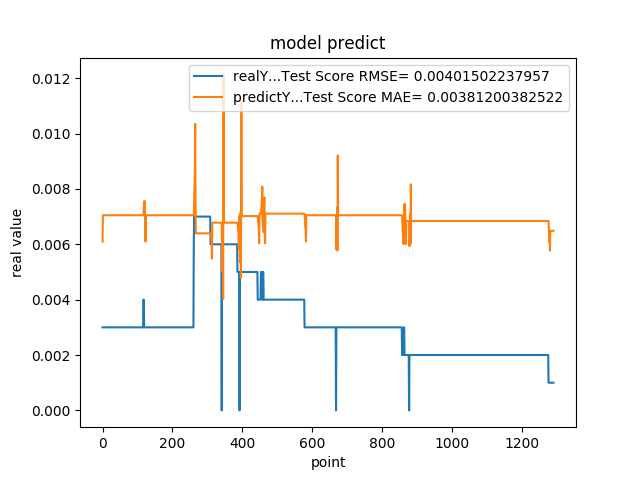 model predict
realY...Test Score RMSE= 0.00401502237957
predictY...Test Score MAE= 0.00381200382522
real value
0.012
0.010
0.008
0.006
0.004
0.002
0.000
0 200 400 600 800 1000 1200
point